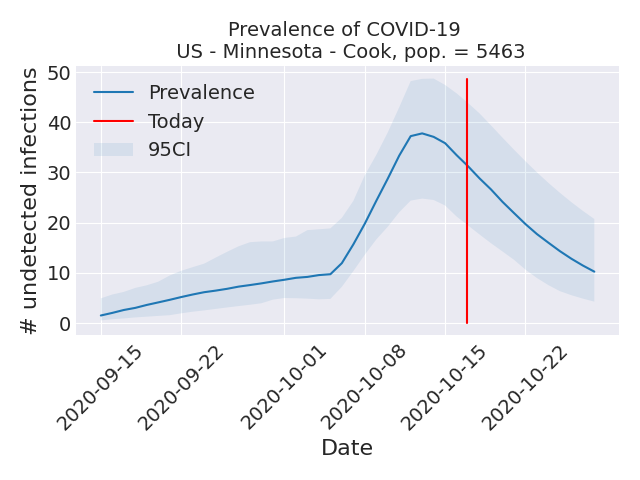 Prevalence of COVID-19
US - Minnesota - Cook, pop. = 5463
50
40
30
20
10
0
# undetected infections
Prevalence
Today
95CI
2020-09-15
2020-09-22
2020-10-01
2020-10-08
2020-10-15
2020-10-22
Date